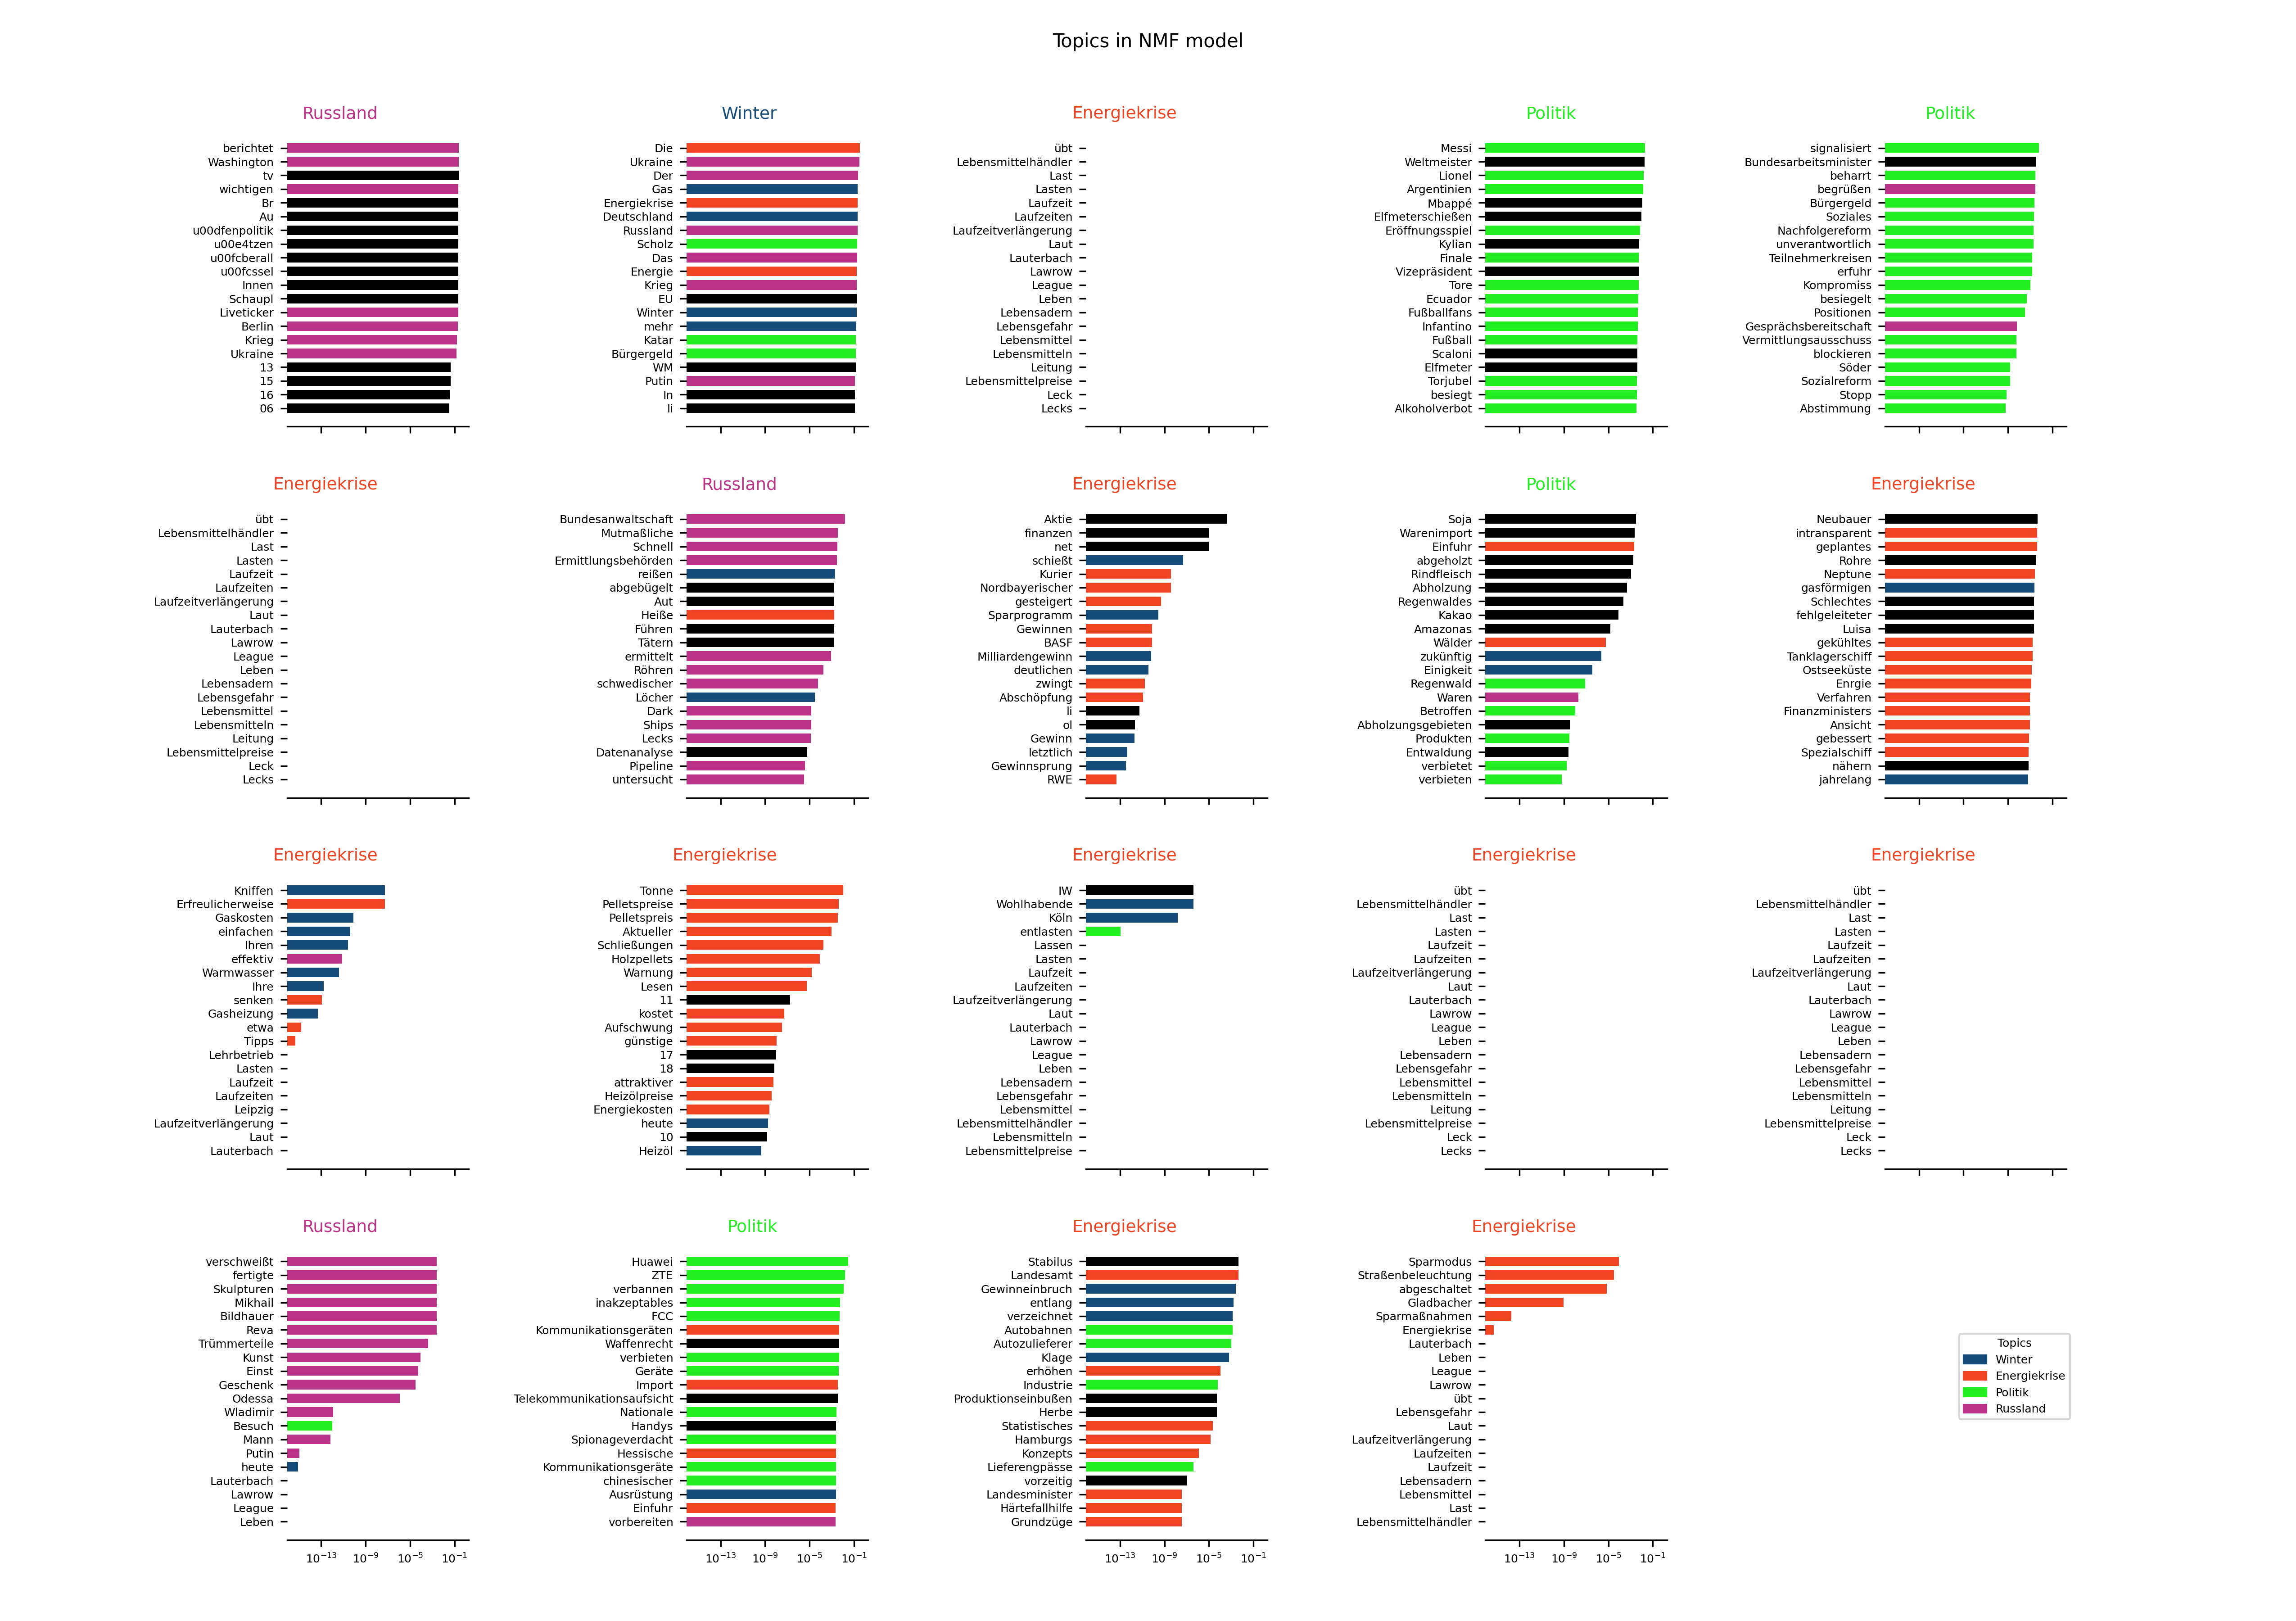 Topics in NMF model
Russland
berichtet
Washington
tv
wichtigen
Br
Au
u00dfenpolitik
u00e4tzen
u00fcberall
u00fcssel
Innen
Schaupl
Liveticker
Berlin
Krieg
Ukraine
13
15
16
06
Winter
Die
Ukraine
Der
Gas
Energiekrise
Deutschland
Russland
Scholz
Das
Energie
Krieg
EU
Winter
mehr
Katar
Bürgergeld
WM
Putin
In
li
Energiekrise
übt
Lebensmittelhändler
Last
Lasten
Laufzeit
Laufzeiten
Laufzeitverlängerung
Laut
Lauterbach
Lawrow
League
Leben
Lebensadern
Lebensgefahr
Lebensmittel
Lebensmitteln
Leitung
Lebensmittelpreise
Leck
Lecks
Politik
Messi
Weltmeister
Lionel
Argentinien
Mbappé
Elfmeterschießen
Eröffnungsspiel
Kylian
Finale
Vizepräsident
Tore
Ecuador
Fußballfans
Infantino
Fußball
Scaloni
Elfmeter
Torjubel
besiegt
Alkoholverbot
Politik
signalisiert
Bundesarbeitsminister
beharrt
begrüßen
Bürgergeld
Soziales
Nachfolgereform
unverantwortlich
Teilnehmerkreisen
erfuhr
Kompromiss
besiegelt
Positionen
Gesprächsbereitschaft
Vermittlungsausschuss
blockieren
Söder
Sozialreform
Stopp
Abstimmung
Energiekrise
übt
Lebensmittelhändler
Last
Lasten
Laufzeit
Laufzeiten
Laufzeitverlängerung
Laut
Lauterbach
Lawrow
League
Leben
Lebensadern
Lebensgefahr
Lebensmittel
Lebensmitteln
Leitung
Lebensmittelpreise
Leck
Lecks
Russland
Bundesanwaltschaft
Mutmaßliche
Schnell
Ermittlungsbehörden
reißen
abgebügelt
Aut
Heiße
Führen
Tätern
ermittelt
Röhren
schwedischer
Löcher
Dark
Ships
Lecks
Datenanalyse
Pipeline
untersucht
Energiekrise
Aktie
finanzen
net
schießt
Kurier
Nordbayerischer
gesteigert
Sparprogramm
Gewinnen
BASF
Milliardengewinn
deutlichen
zwingt
Abschöpfung
li
ol
Gewinn
letztlich
Gewinnsprung
RWE
Politik
Soja
Warenimport
Einfuhr
abgeholzt
Rindfleisch
Abholzung
Regenwaldes
Kakao
Amazonas
Wälder
zukünftig
Einigkeit
Regenwald
Waren
Betroffen
Abholzungsgebieten
Produkten
Entwaldung
verbietet
verbieten
Energiekrise
Neubauer
intransparent
geplantes
Rohre
Neptune
gasförmigen
Schlechtes
fehlgeleiteter
Luisa
gekühltes
Tanklagerschiff
Ostseeküste
Enrgie
Verfahren
Finanzministers
Ansicht
gebessert
Spezialschiff
nähern
jahrelang
Energiekrise
Kniffen
Erfreulicherweise
Gaskosten
einfachen
Ihren
effektiv
Warmwasser
Ihre
senken
Gasheizung
etwa
Tipps
Lehrbetrieb
Lasten
Laufzeit
Laufzeiten
Leipzig
Laufzeitverlängerung
Laut
Lauterbach
Energiekrise
Tonne
Pelletspreise
Pelletspreis
Aktueller
Schließungen
Holzpellets
Warnung
Lesen
11
kostet
Aufschwung
günstige
17
18
attraktiver
Heizölpreise
Energiekosten
heute
10
Heizöl
Energiekrise
IW
Wohlhabende
Köln
entlasten
Lassen
Lasten
Laufzeit
Laufzeiten
Laufzeitverlängerung
Laut
Lauterbach
Lawrow
League
Leben
Lebensadern
Lebensgefahr
Lebensmittel
Lebensmittelhändler
Lebensmitteln
Lebensmittelpreise
Energiekrise
übt
Lebensmittelhändler
Last
Lasten
Laufzeit
Laufzeiten
Laufzeitverlängerung
Laut
Lauterbach
Lawrow
League
Leben
Lebensadern
Lebensgefahr
Lebensmittel
Lebensmitteln
Leitung
Lebensmittelpreise
Leck
Lecks
Energiekrise
übt
Lebensmittelhändler
Last
Lasten
Laufzeit
Laufzeiten
Laufzeitverlängerung
Laut
Lauterbach
Lawrow
League
Leben
Lebensadern
Lebensgefahr
Lebensmittel
Lebensmitteln
Leitung
Lebensmittelpreise
Leck
Lecks
Russland
verschweißt
fertigte
Skulpturen
Mikhail
Bildhauer
Reva
Trümmerteile
Kunst
Einst
Geschenk
Odessa
Wladimir
Besuch
Mann
Putin
heute
Lauterbach
Lawrow
League
Leben
10⁻¹³ 10⁻⁹ 10⁻⁵ 10⁻¹
Politik
Huawei
ZTE
verbannen
inakzeptables
FCC
Kommunikationsgeräten
Waffenrecht
verbieten
Geräte
Import
Telekommunikationsaufsicht
Nationale
Handys
Spionageverdacht
Hessische
Kommunikationsgeräte
chinesischer
Ausrüstung
Einfuhr
vorbereiten
10⁻¹³ 10⁻⁹ 10⁻⁵ 10⁻¹
Energiekrise
Stabilus
Landesamt
Gewinneinbruch
entlang
verzeichnet
Autobahnen
Autozulieferer
Klage
erhöhen
Industrie
Produktionseinbußen
Herbe
Statistisches
Hamburgs
Konzepts
Lieferengpässe
vorzeitig
Landesminister
Härtefallhilfe
Grundzüge
10⁻¹³ 10⁻⁹ 10⁻⁵ 10⁻¹
Energiekrise
Sparmodus
Straßenbeleuchtung
abgeschaltet
Gladbacher
Sparmaßnahmen
Energiekrise
Lauterbach
Leben
League
Lawrow
übt
Lebensgefahr
Laut
Laufzeitverlängerung
Laufzeiten
Laufzeit
Lebensadern
Lebensmittel
Last
Lebensmittelhändler
10⁻¹³ 10⁻⁹ 10⁻⁵ 10⁻¹
Topics
Winter
Energiekrise
Politik
Russland